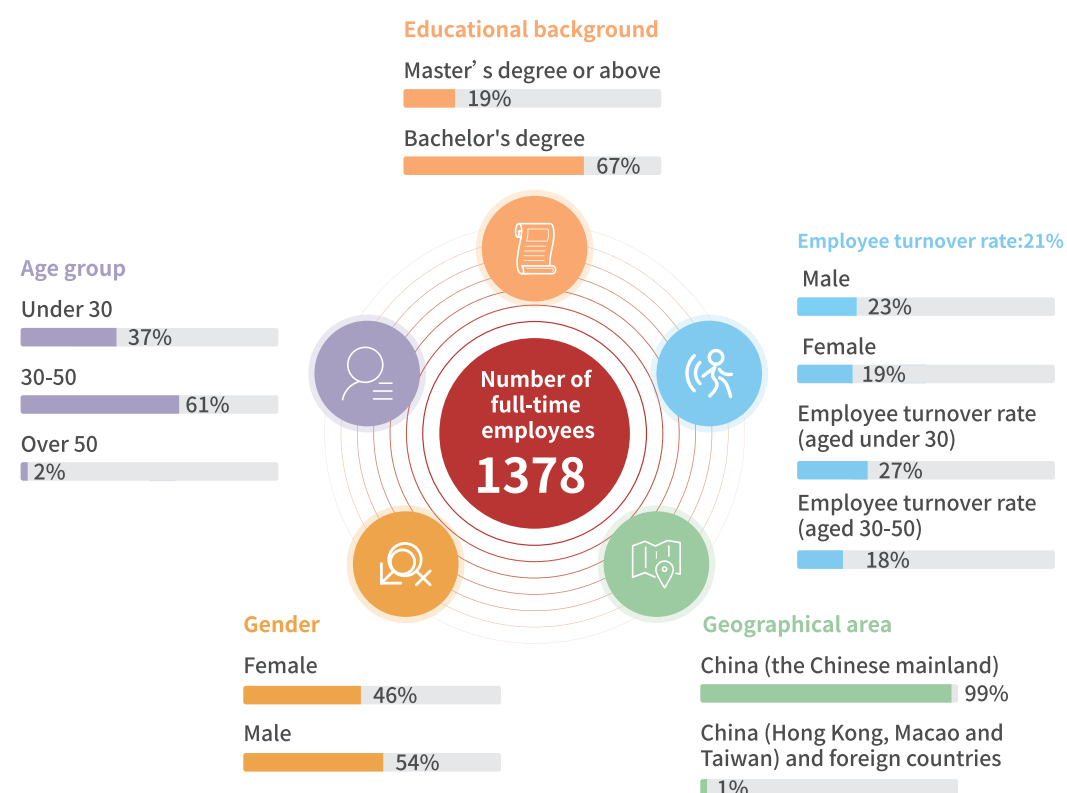 Educational background
Master’ s degree or above
19%
Bachelor's degree
67%
Age group
Under 30
37%
30-50
61%
Over 50
2%
Number of
full-time
employees
1378
Employee turnover rate:21%
Male
23%
Female
19%
Employee turnover rate
(aged under 30)
27%
Employee turnover rate
(aged 30-50)
18%
Gender
Female
46%
Male
54%
Geographical area
China (the Chinese mainland)
99%
China (Hong Kong, Macao and
Taiwan) and foreign countries
1%